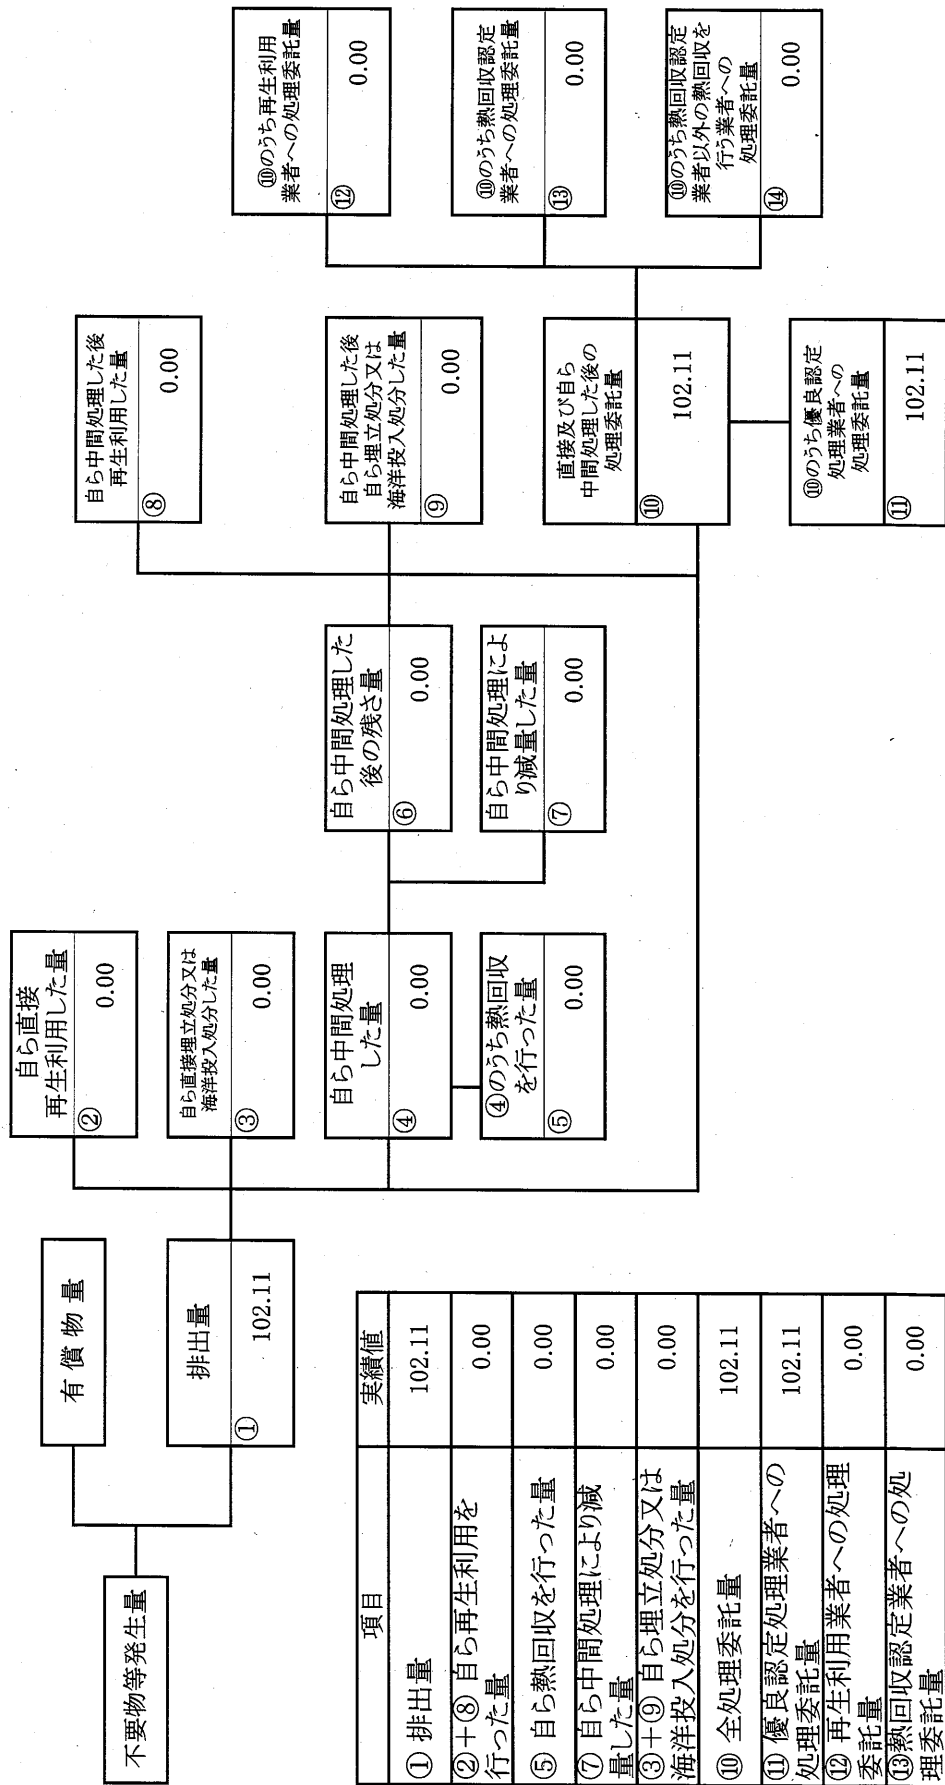 不要物等発生量
有償物量
排出量
① 102.11
自ら直接
再生利用した量
② 0.00
自ら直接埋立処分又は
海洋投入処分した量
③ 0.00
自ら中間処理
した量
④ 0.00
④のうち熱回収
を行った量
⑤ 0.00
自ら中間処理した
後の残さ量
⑥ 0.00
自ら中間処理によ
り減量した量
⑦ 0.00
自ら中間処理した後
再生利用した量
⑧ 0.00
自ら中間処理した後
自ら埋立処分又は
海洋投入処分した量
⑨ 0.00
直接及び自ら
中間処理した後の
処理委託量
⑩ 102.11
⑩のうち優良認定
処理業者への
処理委託量
⑪ 102.11
⑩のうち再生利用
業者への処理委託量
⑫ 0.00
⑩のうち熱回収認定
業者への処理委託量
⑬ 0.00
⑩のうち熱回収認定
業者以外の熱回収を
行う業者への
処理委託量
⑭ 0.00
項目 実績値
① 排出量 102.11
②+⑧ 自ら再生利用を
行った量 0.00
⑤ 自ら熱回収を行った量 0.00
⑦ 自ら中間処理により減
量した量 0.00
③+⑨ 自ら埋立処分又は
海洋投入処分を行った量 0.00
⑩ 全処理委託量 102.11
⑪ 優良認定処理業者への
処理委託量 102.11
⑫ 再生利用業者への処理
委託量 0.00
⑬熱回収認定業者への処
理委託量 0.00